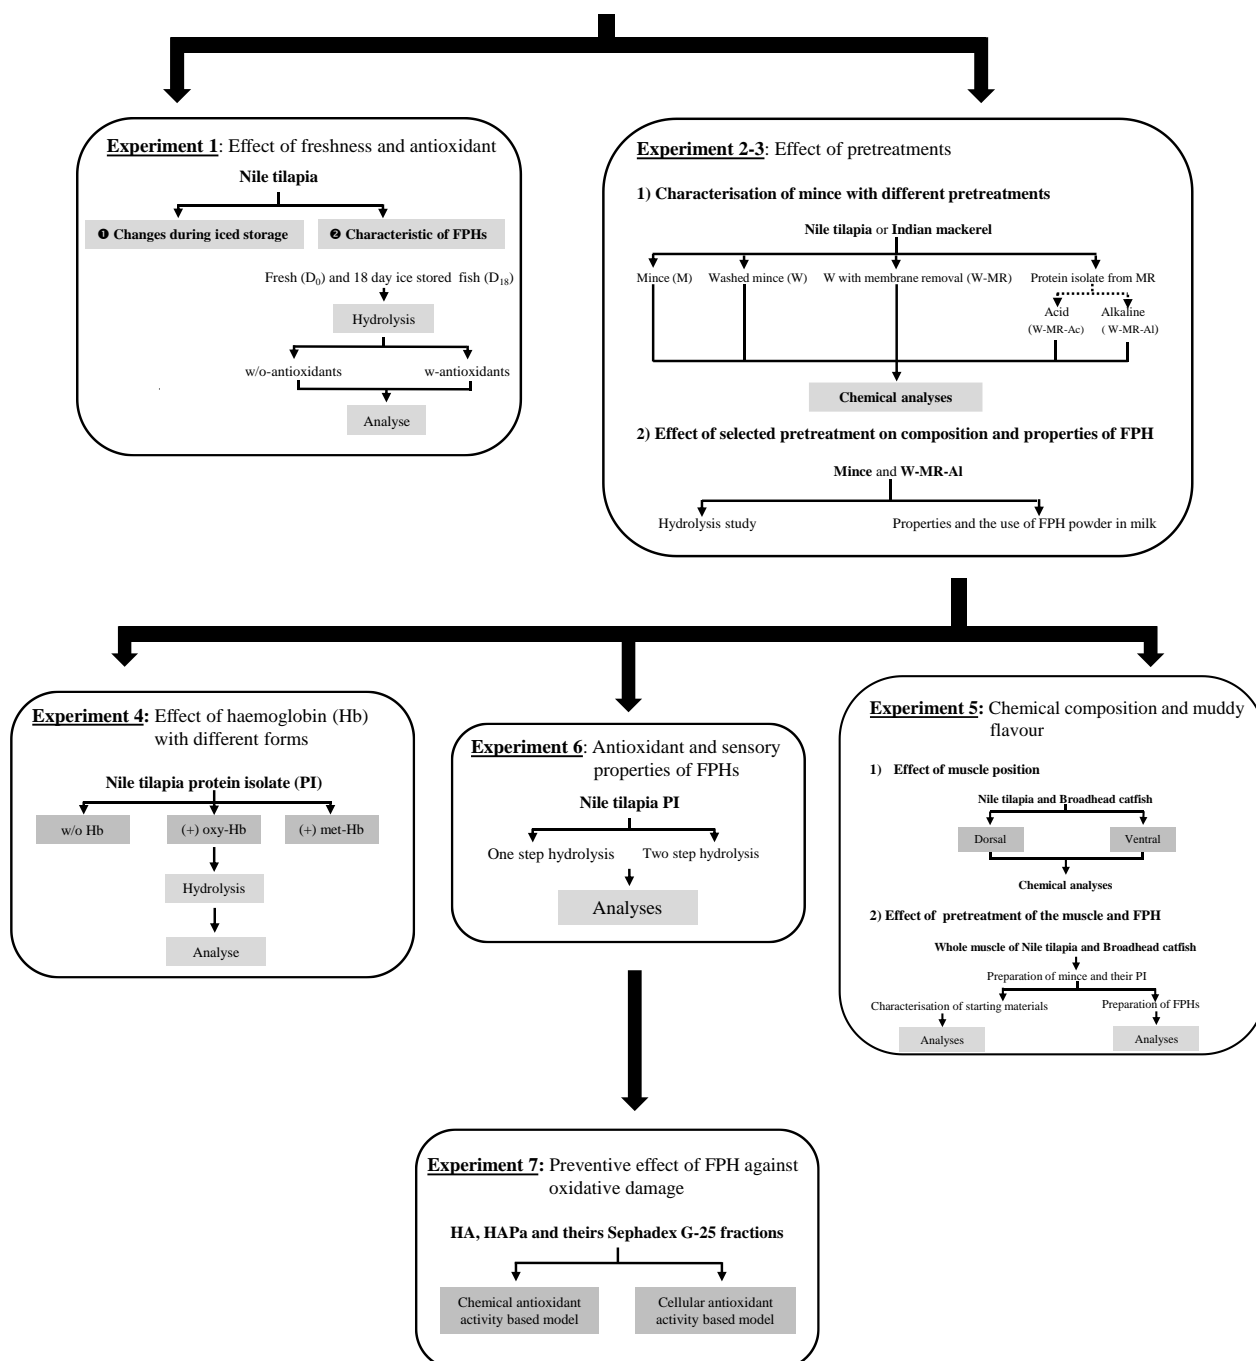 Experiment 1: Effect of freshness and antioxidant
Nile tilapia
❶ Changes during iced storage
❷ Characteristic of FPHs
Fresh (D0) and 18 day ice stored fish (D18)
Hydrolysis
w/o-antioxidants
w-antioxidants
Analyse
Experiment 2-3: Effect of pretreatments
1) Characterisation of mince with different pretreatments
Nile tilapia or Indian mackerel
Mince (M)
Washed mince (W)
W with membrane removal (W-MR)
Protein isolate from MR
Acid
(W-MR-Ac)
Alkaline
( W-MR-Al)
Chemical analyses
2) Effect of selected pretreatment on composition and properties of FPH
Mince and W-MR-Al
Hydrolysis study
Properties and the use of FPH powder in milk
Experiment 4: Effect of haemoglobin (Hb)
with different forms
Nile tilapia protein isolate (PI)
w/o Hb
(+) oxy-Hb
(+) met-Hb
Hydrolysis
Analyse
Experiment 6: Antioxidant and sensory
properties of FPHs
Nile tilapia PI
One step hydrolysis
Two step hydrolysis
Analyses
Experiment 5: Chemical composition and muddy
flavour
1) Effect of muscle position
Nile tilapia and Broadhead catfish
Dorsal
Ventral
Chemical analyses
2) Effect of pretreatment of the muscle and FPH
Whole muscle of Nile tilapia and Broadhead catfish
Preparation of mince and their PI
Characterisation of starting materials
Preparation of FPHs
Analyses
Analyses
Experiment 7: Preventive effect of FPH against
oxidative damage
HA, HAPa and theirs Sephadex G-25 fractions
Chemical antioxidant
activity based model
Cellular antioxidant
activity based model